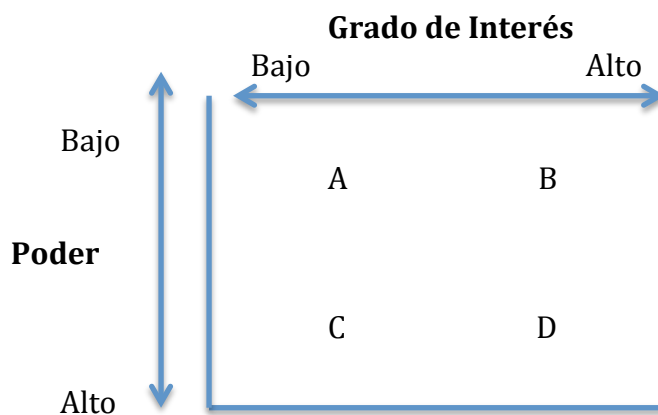 Grado de Interés
Bajo Alto
Bajo
A B
Poder
C D
Alto